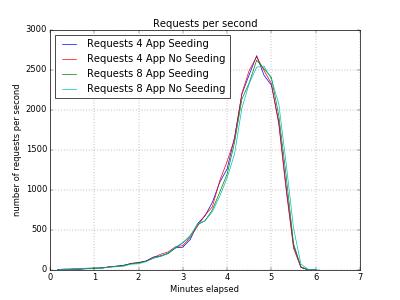 Requests per second
number of requests per second
3000
2500
2000
1500
1000
500
0
Requests 4 App Seeding
Requests 4 App No Seeding
Requests 8 App Seeding
Requests 8 App No Seeding
0 1 2 3 4 5 6 7
Minutes elapsed